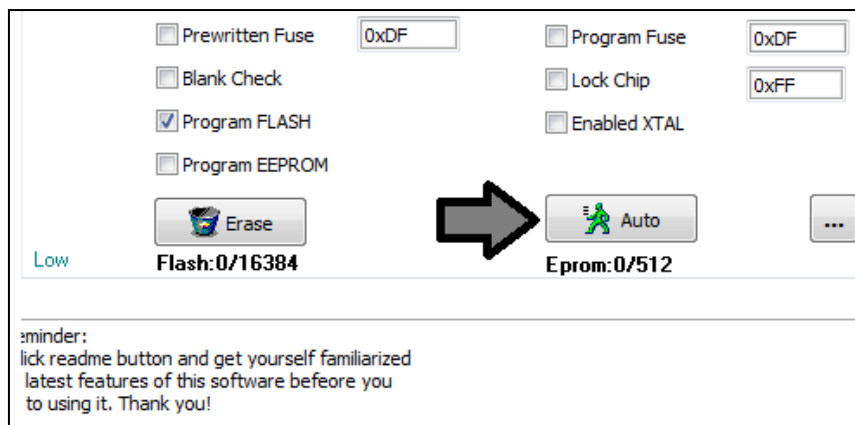 Prewritten Fuse 0xDF Program Fuse 0xDF
Blank Check Lock Chip 0xFF
Program FLASH Enabled XTAL
Program EEPROM
Erase Auto ...
Low Flash:0/16384 Eprom:0/512
eminder:
lick readme button and get yourself familiarized
latest features of this software befeore you
to using it. Thank you!